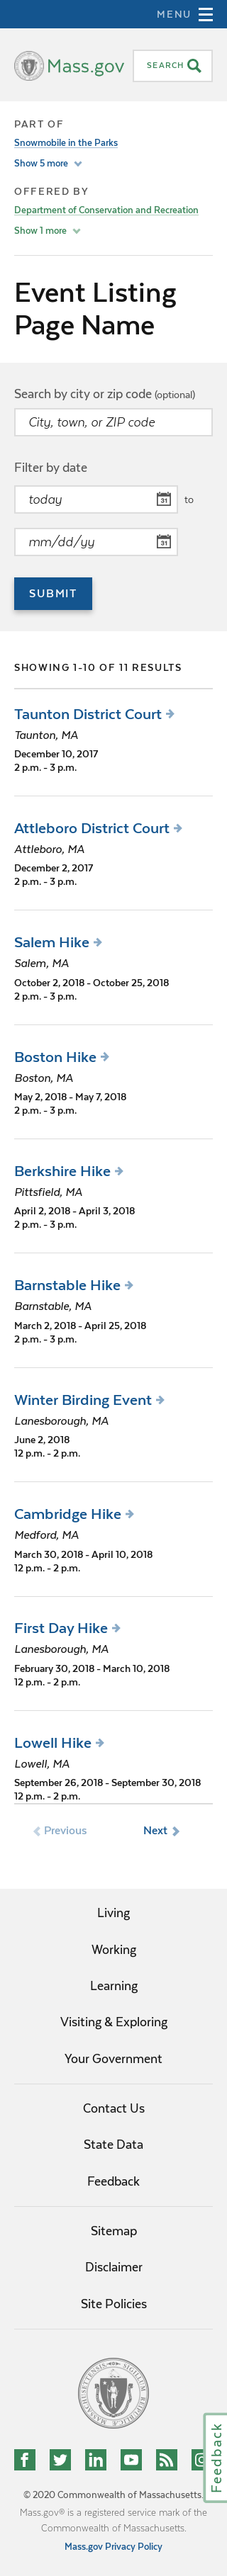 MENU
Mass.gov
SEARCH
PART OF
Snowmobile in the Parks
Show 5 more
OFFERED BY
Department of Conservation and Recreation
Show 1 more
Event Listing
Page Name
Search by city or zip code (optional)
City, town, or ZIP code
Filter by date
today
31
to
mm/dd/yy
31
SUBMIT
SHOWING 1-10 OF 11 RESULTS
Taunton District Court
Taunton, MA
December 10, 2017
2 p.m. - 3 p.m.
Attleboro District Court
Attleboro, MA
December 2, 2017
2 p.m. - 3 p.m.
Salem Hike
Salem, MA
October 2, 2018 - October 25, 2018
2 p.m. - 3 p.m.
Boston Hike
Boston, MA
May 2, 2018 - May 7, 2018
2 p.m. - 3 p.m.
Berkshire Hike
Pittsfield, MA
April 2, 2018 - April 3, 2018
2 p.m. - 3 p.m.
Barnstable Hike
Barnstable, MA
March 2, 2018 - April 25, 2018
2 p.m. - 3 p.m.
Winter Birding Event
Lanesborough, MA
June 2, 2018
12 p.m. - 2 p.m.
Cambridge Hike
Medford, MA
March 30, 2018 - April 10, 2018
12 p.m. - 2 p.m.
First Day Hike
Lanesborough, MA
February 30, 2018 - March 10, 2018
12 p.m. - 2 p.m.
Lowell Hike
Lowell, MA
September 26, 2018 - September 30, 2018
12 p.m. - 2 p.m.
Previous
Next
Living
Working
Learning
Visiting & Exploring
Your Government
Contact Us
State Data
Feedback
Sitemap
Disclaimer
Site Policies
Feedback
© 2020 Commonwealth of Massachusetts.
Mass.gov® is a registered service mark of the
Commonwealth of Massachusetts.
Mass.gov Privacy Policy